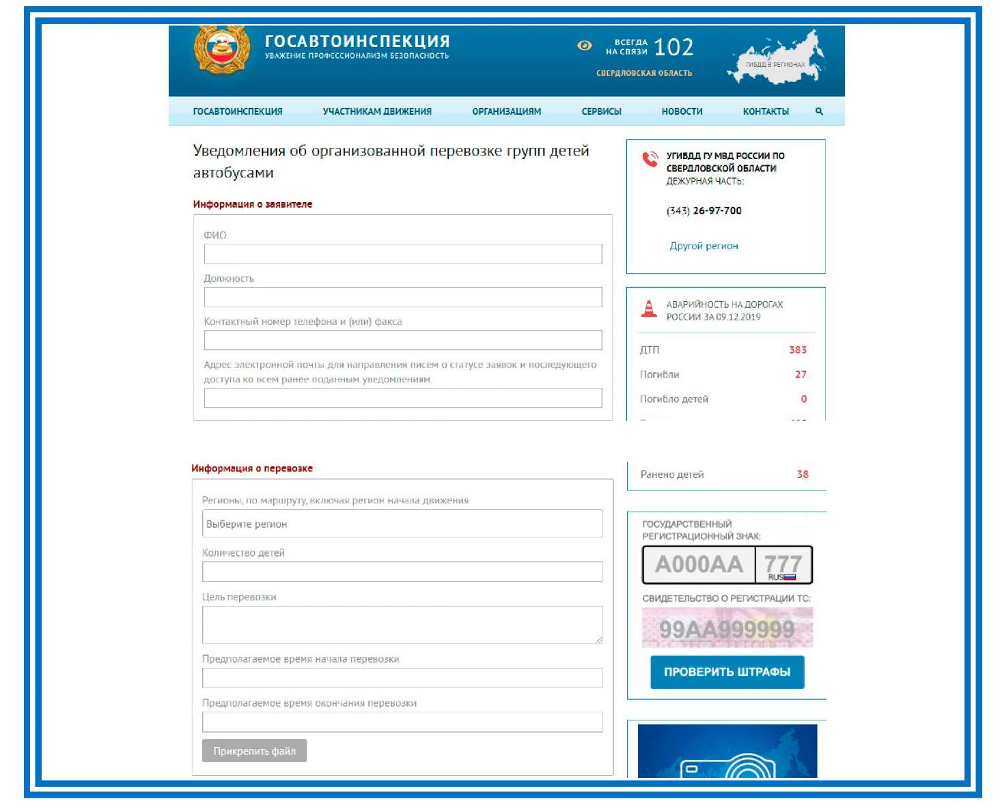 ГОСАВТОИНСПЕКЦИЯ
УВАЖЕНИЕ ПРОФЕССИОНАЛИЗМ БЕЗОПАСНОСТЬ
ВСЕГДА
НА СВЯЗИ 102
СВЕРДЛОВСКАЯ ОБЛАСТЬ
ГИБДД В РЕГИОНАХ
ГОСАВТОИНСПЕКЦИЯ УЧАСТНИКАМ ДВИЖЕНИЯ ОРГАНИЗАЦИЯМ СЕРВИСЫ НОВОСТИ КОНТАКТЫ
Уведомления об организованной перевозке групп детей
автобусами
Информация о заявителе
ФИО
Должность
Контактный номер телефона и (или) факса
Адрес электронной почты для направления писем о статусе заявок и последующего
доступа ко всем ранее поданным уведомлениям.
УГИБДД ГУ МВД РОССИИ ПО
СВЕРДЛОВСКОЙ ОБЛАСТИ
ДЕЖУРНАЯ ЧАСТЬ:
(343) 26-97-700
Другой регион
АВАРИЙНОСТЬ НА ДОРОГАХ
РОССИИ ЗА 09.12.2019
ДТП 383
Погибли 27
Погибло детей 0
Информация о перевозке
Регионы, по маршруту, включая регион начала движения
Выберите регион
Количество детей
Цель перевозки
Предполагаемое время начала перевозки
Предполагаемое время окончания перевозки
Прикрепить файл
Ранено детей 38
ГОСУДАРСТВЕННЫЙ
РЕГИСТРАЦИОННЫЙ ЗНАК:
А000АА 777
RUS
СВИДЕТЕЛЬСТВО О РЕГИСТРАЦИИ ТС:
99АА999999
ПРОВЕРИТЬ ШТРАФЫ